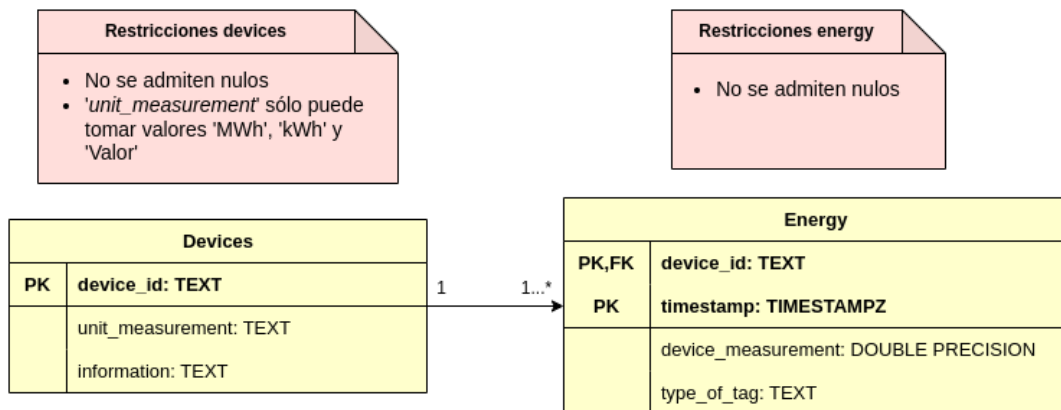 Restricciones devices
• No se admiten nulos
• 'unit_measurement' sólo puede
tomar valores 'MWh', 'kWh' y
'Valor'
Restricciones energy
• No se admiten nulos
Devices
PK device_id: TEXT
unit_measurement: TEXT
information: TEXT
1 1...*
Energy
PK,FK device_id: TEXT
PK timestamp: TIMESTAMPZ
device_measurement: DOUBLE PRECISION
type_of_tag: TEXT